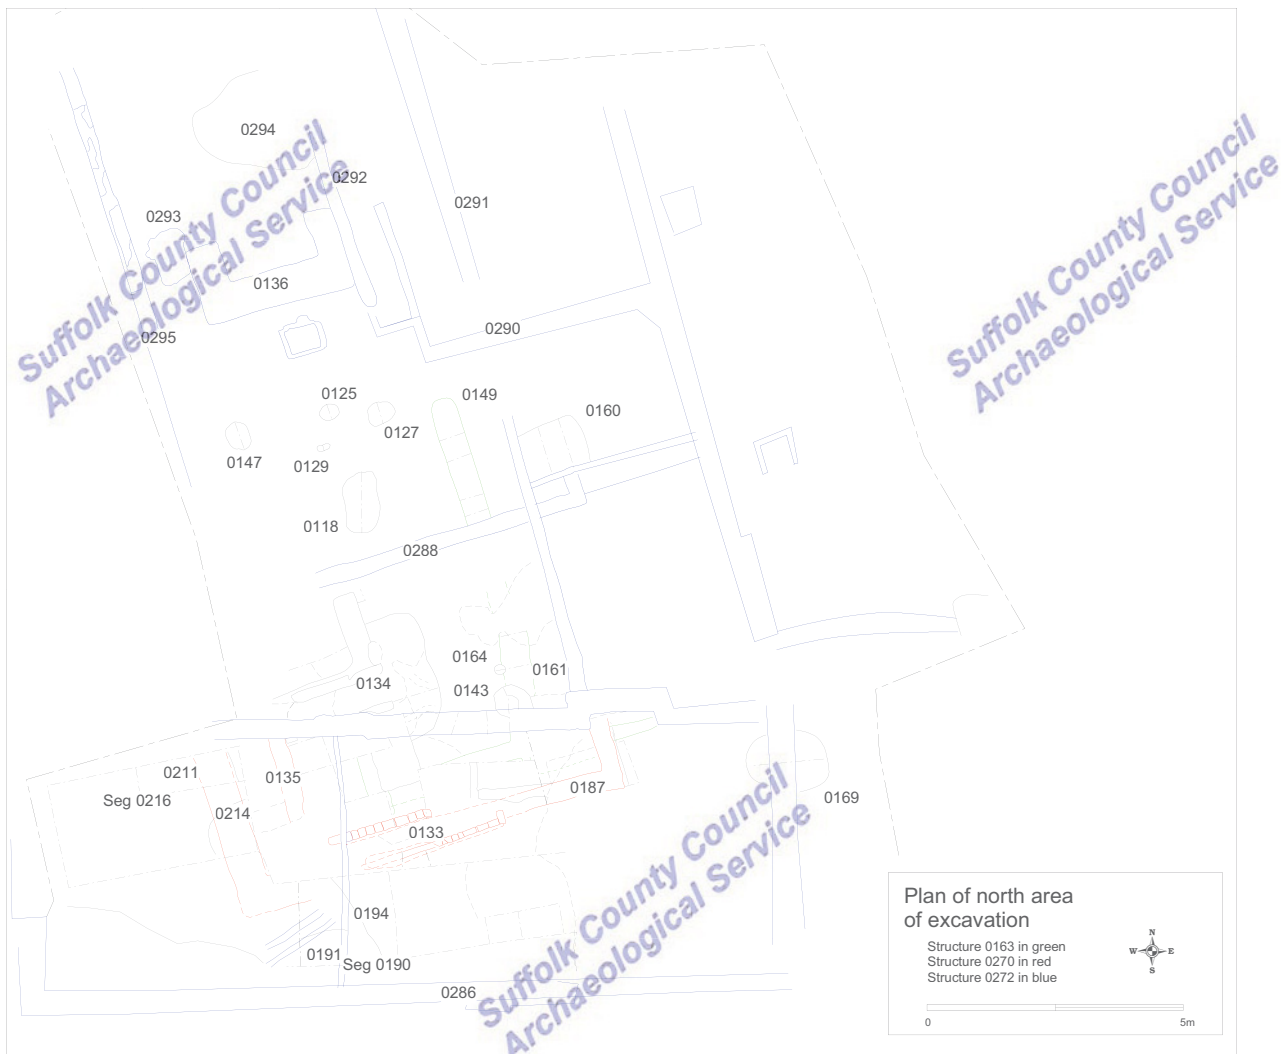 0294
Suffolk County Council
Archaeological Service
0292
0291
0293
0136
0290
0295
Suffolk County Council
Archaeological Service
0125
0149
0160
0127
0147
0129
0118
0288
0164
0161
0134
0143
0211
0135
0187
Seg 0216
0214
0169
0133
Suffolk County Council
Archaeological Service
0194
0191
Seg 0190
0286
Plan of north area
of excavation
Structure 0163 in green
Structure 0270 in red
Structure 0272 in blue
N
W E
S
0 5m